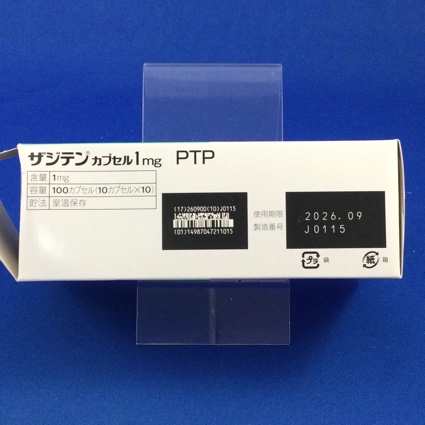 ザジテン®カプセル1mg PTP
含量 1mg
容量 100カプセル(10カプセル×10)
貯法 室温保存
(17)260900(10)J0115
(01)14987047211015
使用期限 2026.09
製造番号 J0115
プラ 袋 紙 箱